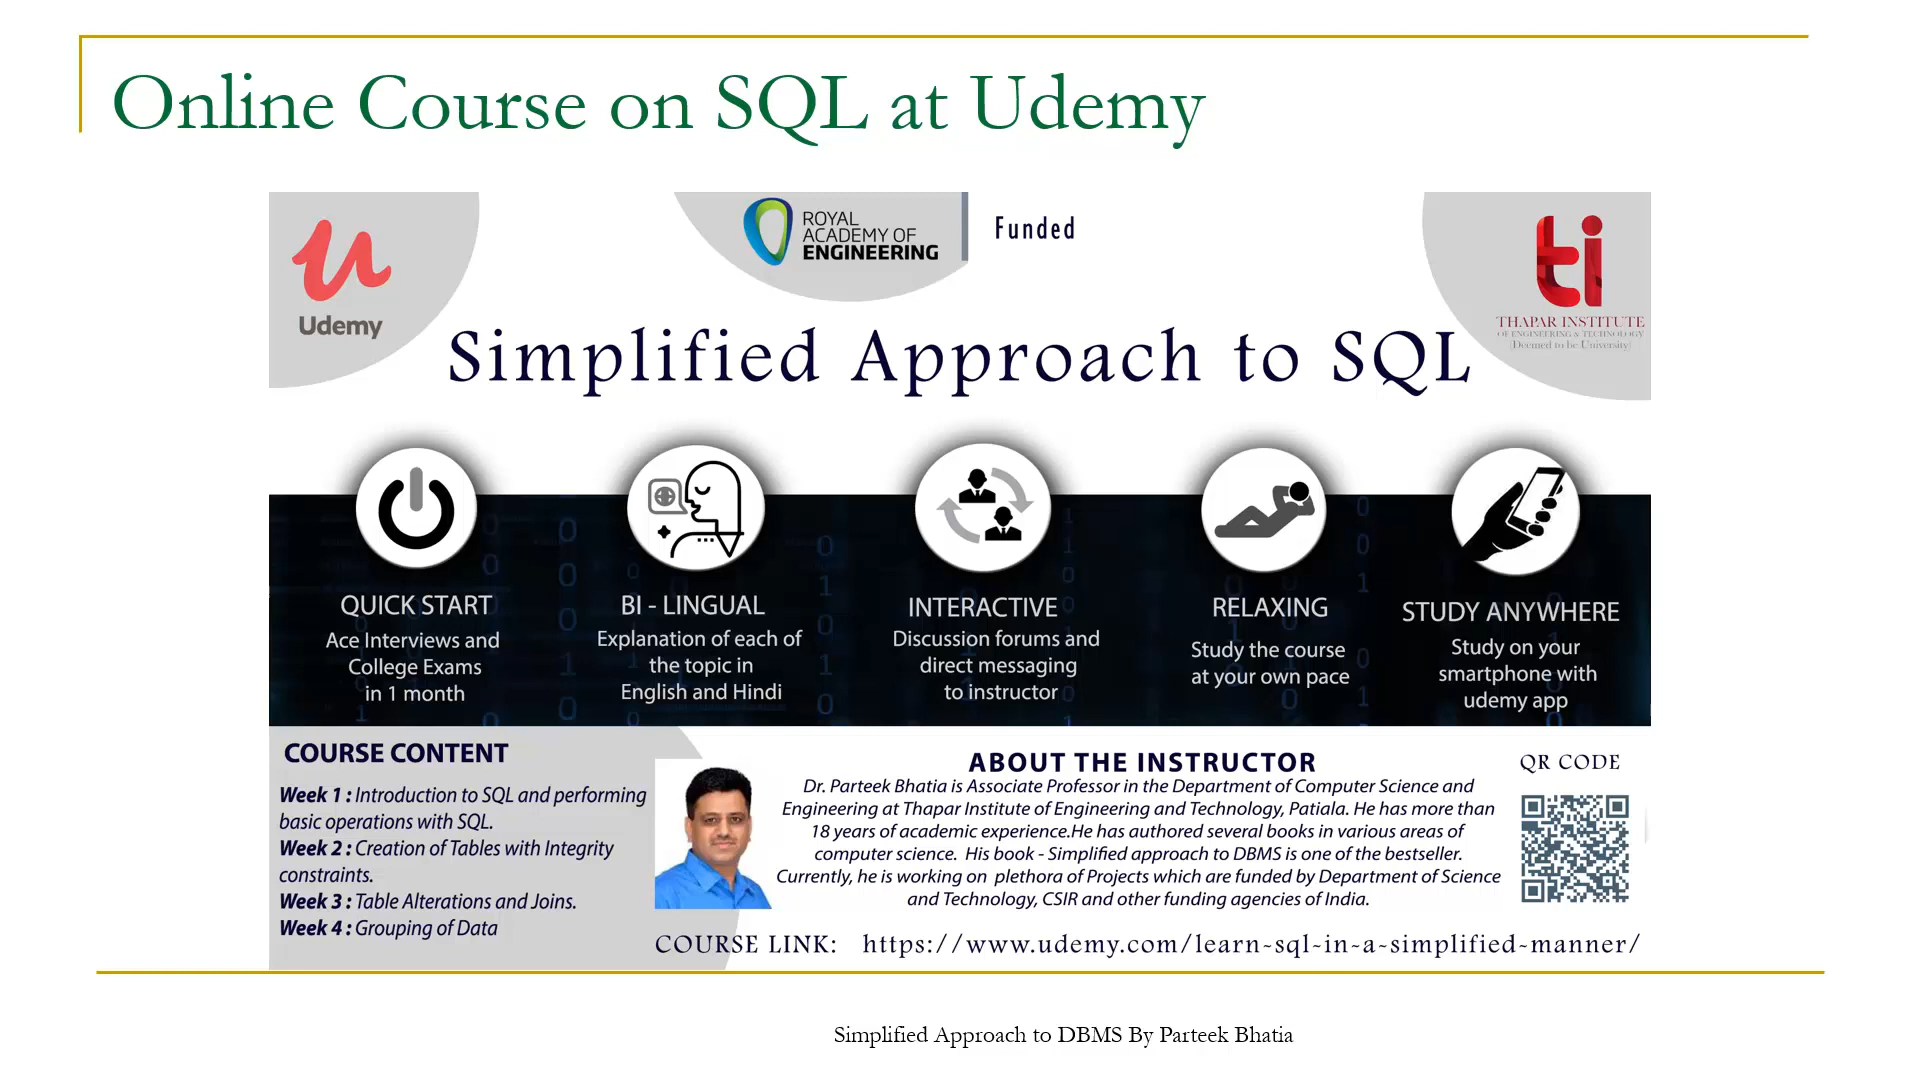 Online Course on SQL at Udemy
Udemy
ROYAL
ACADEMY OF
ENGINEERING
Funded
THAPAR INSTITUTE
OF ENGINEERING & TECHNOLOGY
(Deemed to be University)
Simplified Approach to SQL
QUICK START
Ace Interviews and
College Exams
in 1 month
BI - LINGUAL
Explanation of each of
the topic in
English and Hindi
INTERACTIVE
Discussion forums and
direct messaging
to instructor
RELAXING
Study the course
at your own pace
STUDY ANYWHERE
Study on your
smartphone with
udemy app
COURSE CONTENT
Week 1 : Introduction to SQL and performing
basic operations with SQL.
Week 2 : Creation of Tables with Integrity
constraints.
Week 3 : Table Alterations and Joins.
Week 4 : Grouping of Data
ABOUT THE INSTRUCTOR
Dr. Parteek Bhatia is Associate Professor in the Department of Computer Science and
Engineering at Thapar Institute of Engineering and Technology, Patiala. He has more than
18 years of academic experience.He has authored several books in various areas of
computer science. His book - Simplified approach to DBMS is one of the bestseller.
Currently, he is working on plethora of Projects which are funded by Department of Science
and Technology, CSIR and other funding agencies of India.
QR CODE
COURSE LINK: https://www.udemy.com/learn-sql-in-a-simplified-manner/
Simplified Approach to DBMS By Parteek Bhatia